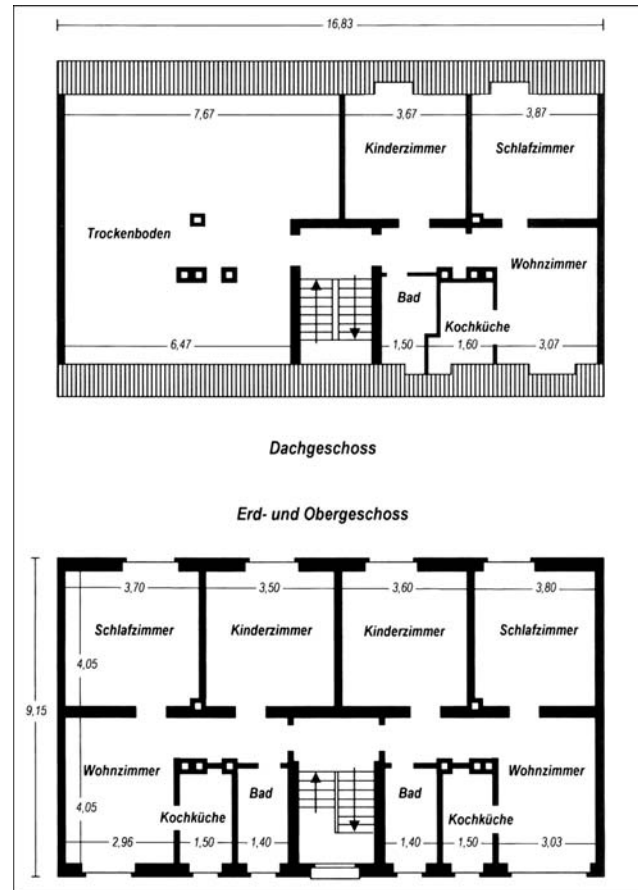 16,83
7,67 3,67 3,87
Kinderzimmer Schlafzimmer
Trockenboden
Wohnzimmer
Bad
Kochküche
6,47 1,50 1,60 3,07
Dachgeschoss
Erd- und Obergeschoss
3,70 3,50 3,60 3,80
Schlafzimmer Kinderzimmer Kinderzimmer Schlafzimmer
4,05
9,15
Wohnzimmer Bad Bad Wohnzimmer
4,05
Kochküche Kochküche
2,96 1,50 1,40 1,40 1,50 3,03